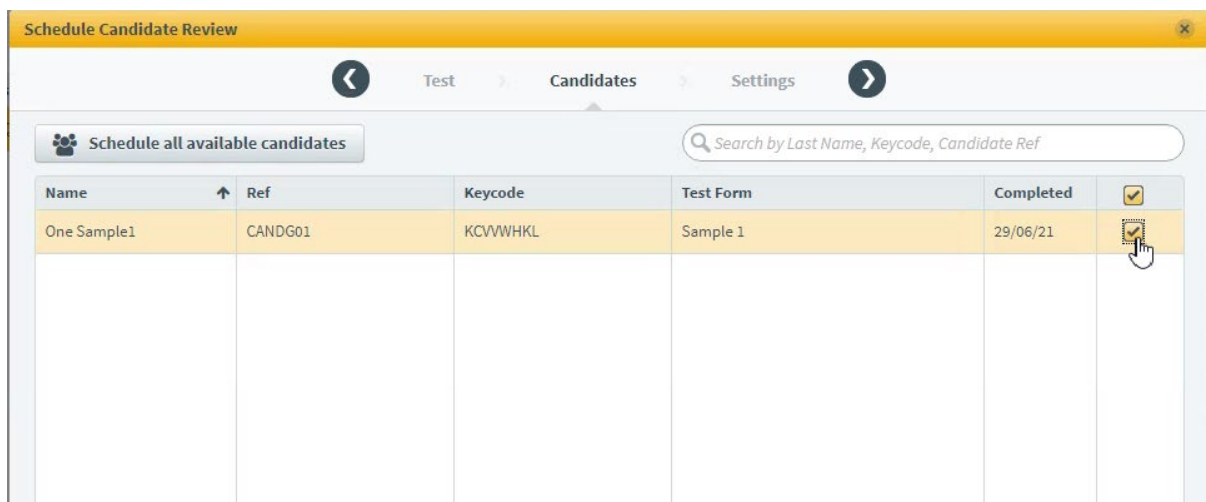 Schedule Candidate Review
Test Candidates Settings
Schedule all available candidates
Search by Last Name, Keycode, Candidate Ref
Name Ref Keycode Test Form Completed
One Sample1 CANDG01 KCVVWHKL Sample 1 29/06/21